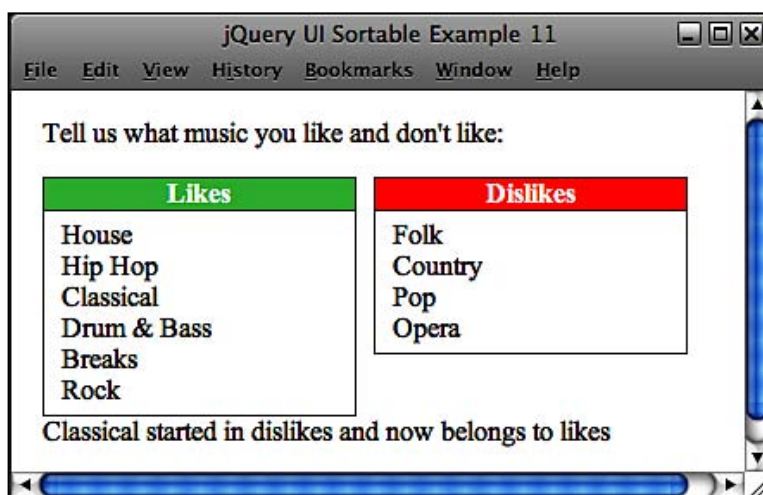 jQuery UI Sortable Example 11
File Edit View History Bookmarks Window Help
Tell us what music you like and don't like:
Likes
House
Hip Hop
Classical
Drum & Bass
Breaks
Rock
Dislikes
Folk
Country
Pop
Opera
Classical started in dislikes and now belongs to likes